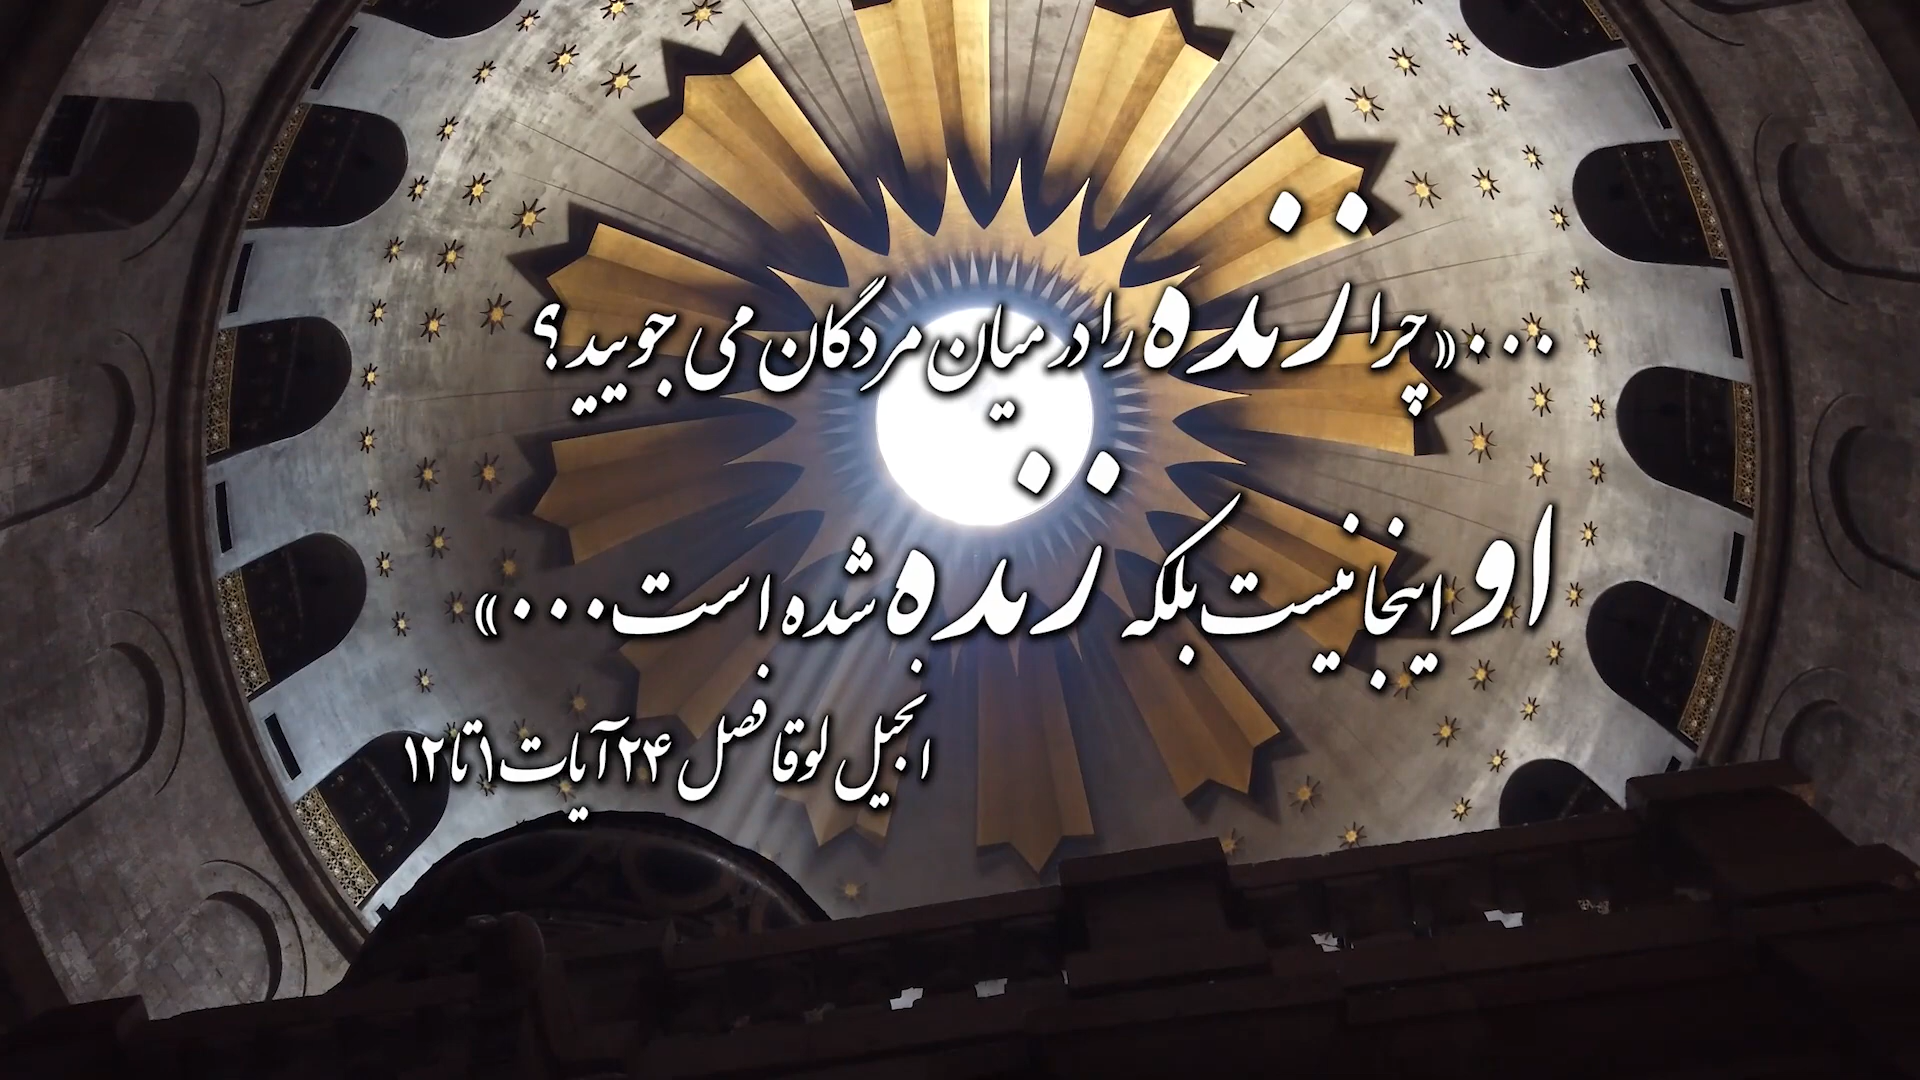 ...«چرا زنده را در میان مردگان می جویید؟
او اینجا نیست بلکه زنده شده است...»
انجیل لوقا فصل ۲۴ آیات ۱ تا ۱۲